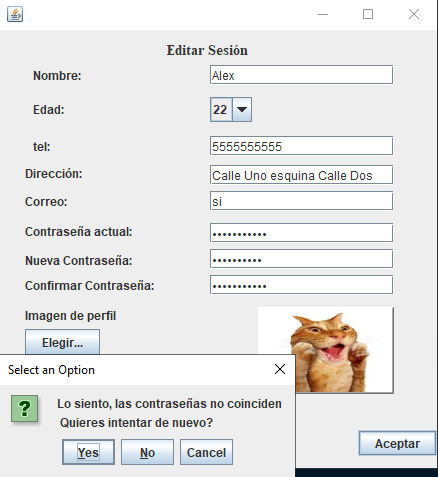 Editar Sesión
Nombre: Alex
Edad: 22
tel: 5555555555
Dirección: Calle Uno esquina Calle Dos
Correo: si
Contraseña actual: •••••••••••
Nueva Contraseña: ••••••••••
Confirmar Contraseña: •••••••••••
Imagen de perfil
Elegir...
Select an Option
Lo siento, las contraseñas no coinciden
Quieres intentar de nuevo?
Yes No Cancel
Aceptar